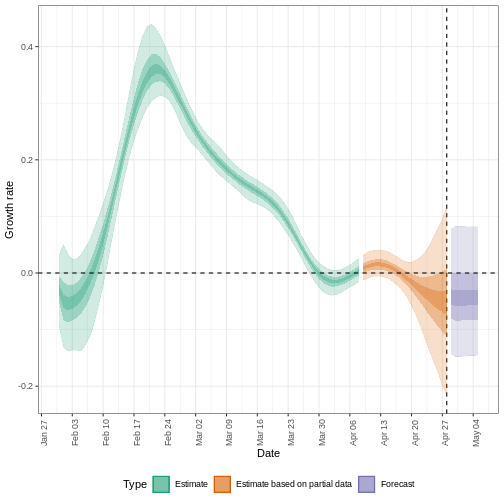 Growth rate
0.4
0.2
0.0
-0.2
Jan 27
Feb 03
Feb 10
Feb 17
Feb 24
Mar 02
Mar 09
Mar 16
Mar 23
Mar 30
Apr 06
Apr 13
Apr 20
Apr 27
May 04
Date
Type Estimate Estimate based on partial data Forecast